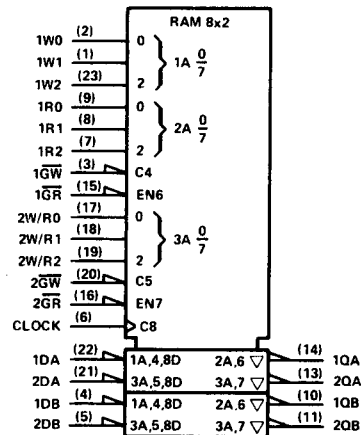 RAM 8x2
1W0 (2) 0
1W1 (1) 1A 0/7
1W2 (23) 2
1R0 (9) 0
1R1 (8) 2A 0/7
1R2 (7) 2
1G̅W̅ (3) C4
1G̅R̅ (15) EN6
2W/R0 (17) 0
2W/R1 (18) 3A 0/7
2W/R2 (19) 2
2G̅W̅ (20) C5
2G̅R̅ (16) EN7
CLOCK (6) C8
1DA (22) 1A,4,8D 2A,6 ▽ (14) 1QA
2DA (21) 3A,5,8D 3A,7 ▽ (13) 2QA
1DB (4) 1A,4,8D 2A,6 ▽ (10) 1QB
2DB (5) 3A,5,8D 3A,7 ▽ (11) 2QB